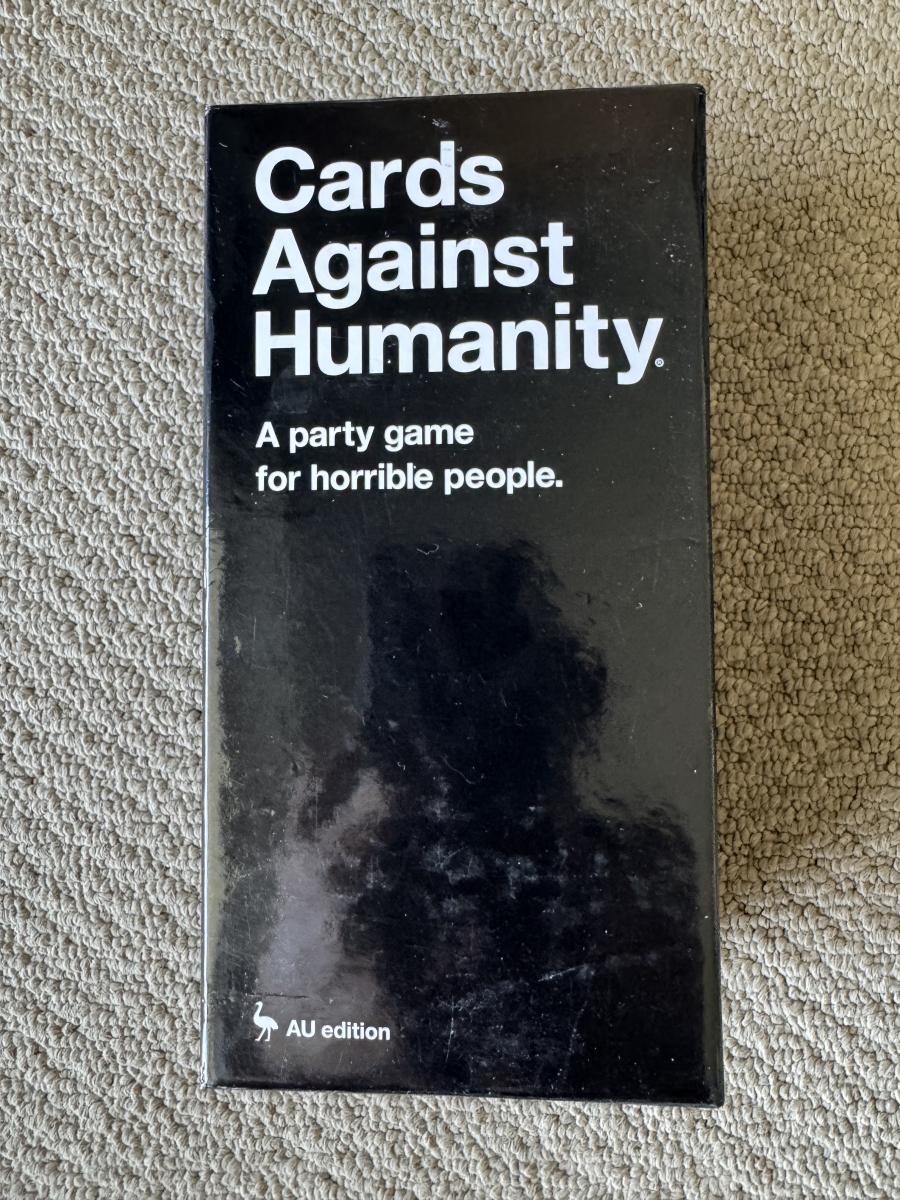 Cards
Against
Humanity®
A party game
for horrible people.
AU edition